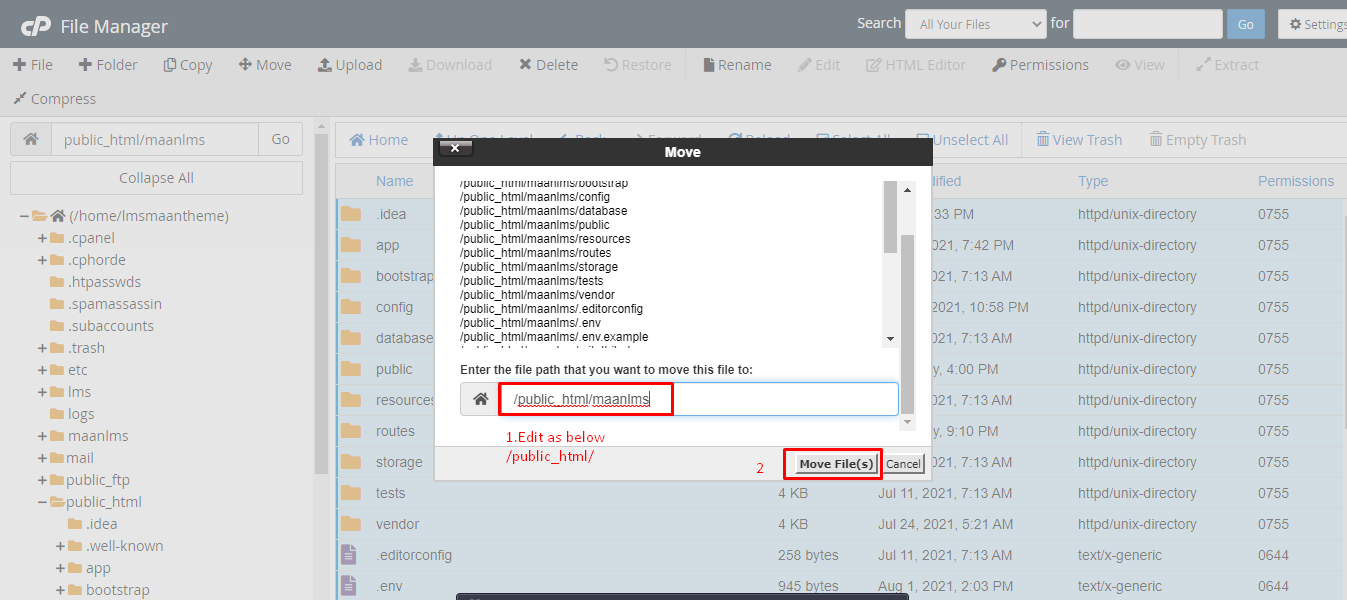 cP File Manager
Search All Your Files for Go Settings
File Folder Copy Move Upload Download Delete Restore Rename Edit HTML Editor Permissions View Extract
Compress
public_html/maanlms Go
Collapse All
(/home/lmsmaantheme)
.cpanel
.cphorde
.htpasswds
.spamassassin
.subaccounts
.trash
etc
lms
logs
maanlms
mail
public_ftp
public_html
.idea
.well-known
app
bootstrap
Home Up One Level Back Forward Reload Select All Unselect All View Trash Empty Trash
Name ified Type Permissions
.idea :33 PM httpd/unix-directory 0755
app 021, 7:42 PM httpd/unix-directory 0755
bootstrap 021, 7:13 AM httpd/unix-directory 0755
config 2021, 10:58 PM httpd/unix-directory 0755
database 021, 7:13 AM httpd/unix-directory 0755
public y, 4:00 PM httpd/unix-directory 0755
resources 021, 7:13 AM httpd/unix-directory 0755
routes y, 9:10 PM httpd/unix-directory 0755
storage 021, 7:13 AM httpd/unix-directory 0755
tests 4 KB Jul 11, 2021, 7:13 AM httpd/unix-directory 0755
vendor 4 KB Jul 24, 2021, 5:21 AM httpd/unix-directory 0755
.editorconfig 258 bytes Jul 11, 2021, 7:13 AM text/x-generic 0644
.env 945 bytes Aug 1, 2021, 2:03 PM text/x-generic 0644
Move
/public_html/maanlms/bootstrap
/public_html/maanlms/config
/public_html/maanlms/database
/public_html/maanlms/public
/public_html/maanlms/resources
/public_html/maanlms/routes
/public_html/maanlms/storage
/public_html/maanlms/tests
/public_html/maanlms/vendor
/public_html/maanlms/.editorconfig
/public_html/maanlms/.env
/public_html/maanlms/.env.example
Enter the file path that you want to move this file to:
/public_html/maanlms
1.Edit as below
/public_html/
2 Move File(s) Cancel